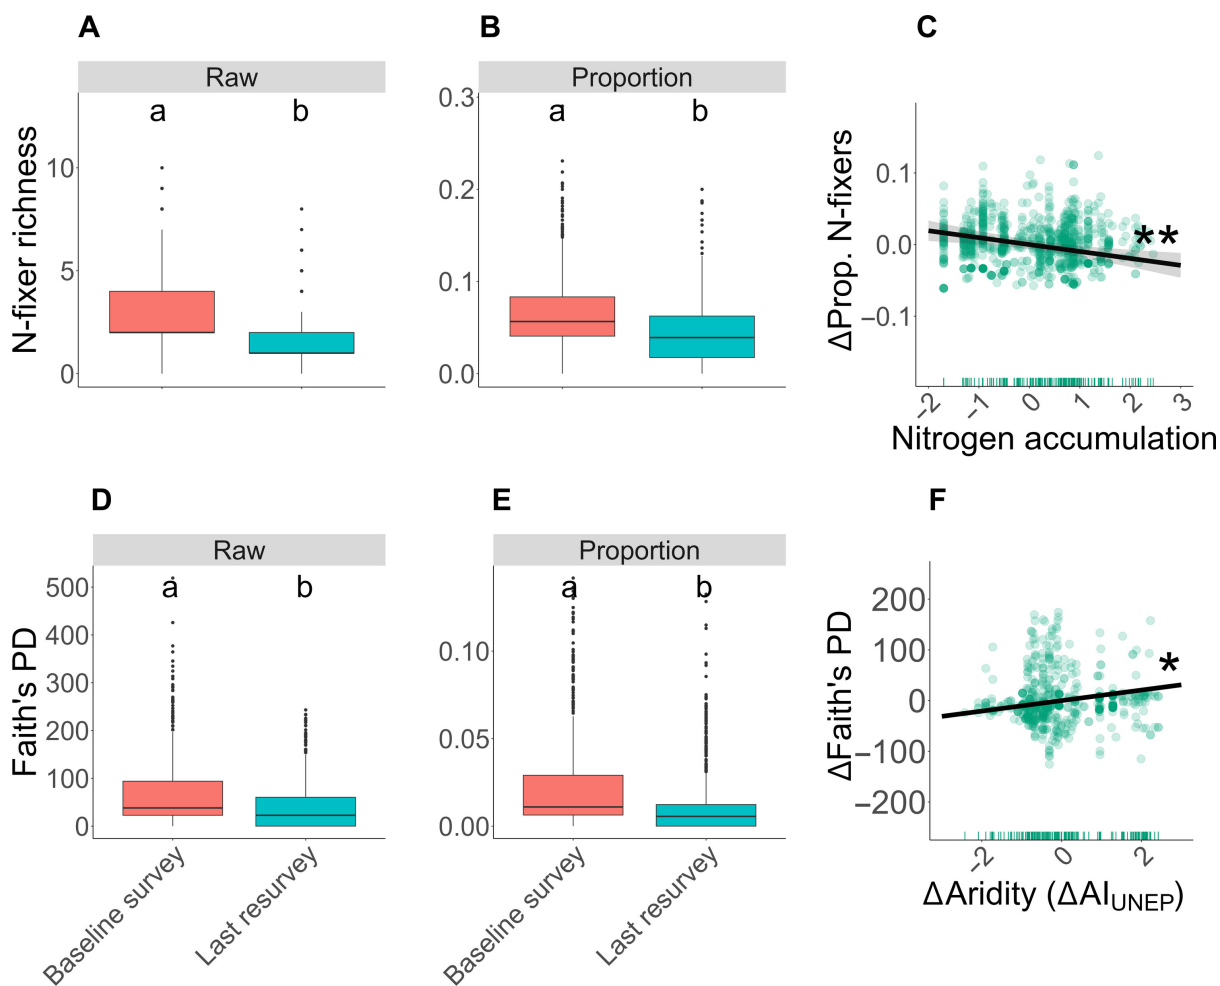 A
B
C
Raw
Proportion
a
b
a
b
N-fixer richness
10
5
0
0.3
0.2
0.1
0.0
ΔProp. N-fixers
0.1
0.0
−0.1
**
-2
-1
0
1
2
3
Nitrogen accumulation
D
E
F
Raw
Proportion
a
b
a
b
Faith's PD
500
400
300
200
100
0
0.10
0.05
0.00
ΔFaith's PD
200
100
0
−100
−200
*
-2
0
2
ΔAridity (ΔAI_UNEP)
Baseline survey
Last resurvey
Baseline survey
Last resurvey